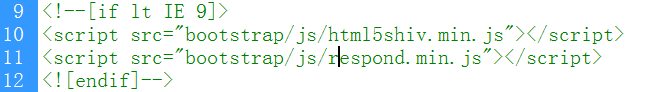 9 <!--[if lt IE 9]>
10 <script src="bootstrap/js/html5shiv.min.js"></script>
11 <script src="bootstrap/js/respond.min.js"></script>
12 <![endif]-->